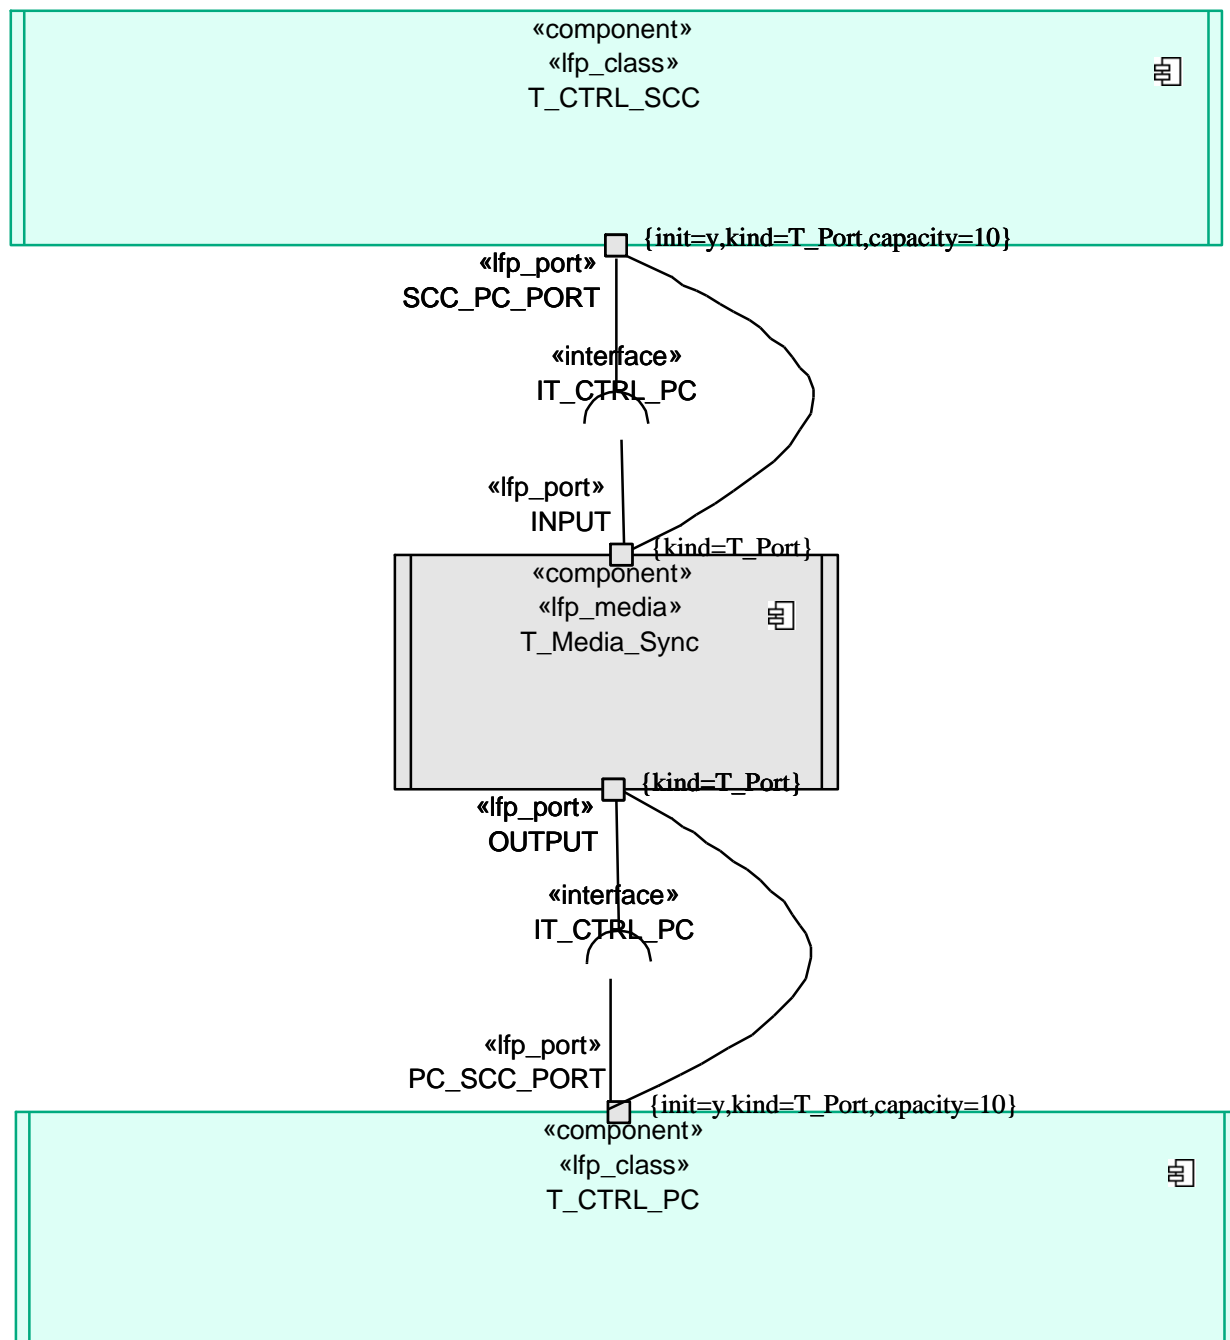 «component»
«lfp_class»
T_CTRL_SCC
{init=y,kind=T_Port,capacity=10}
«lfp_port»
SCC_PC_PORT
«interface»
IT_CTRL_PC
«lfp_port»
INPUT
{kind=T_Port}
«component»
«lfp_media»
T_Media_Sync
{kind=T_Port}
«lfp_port»
OUTPUT
«interface»
IT_CTRL_PC
«lfp_port»
PC_SCC_PORT
{init=y,kind=T_Port,capacity=10}
«component»
«lfp_class»
T_CTRL_PC